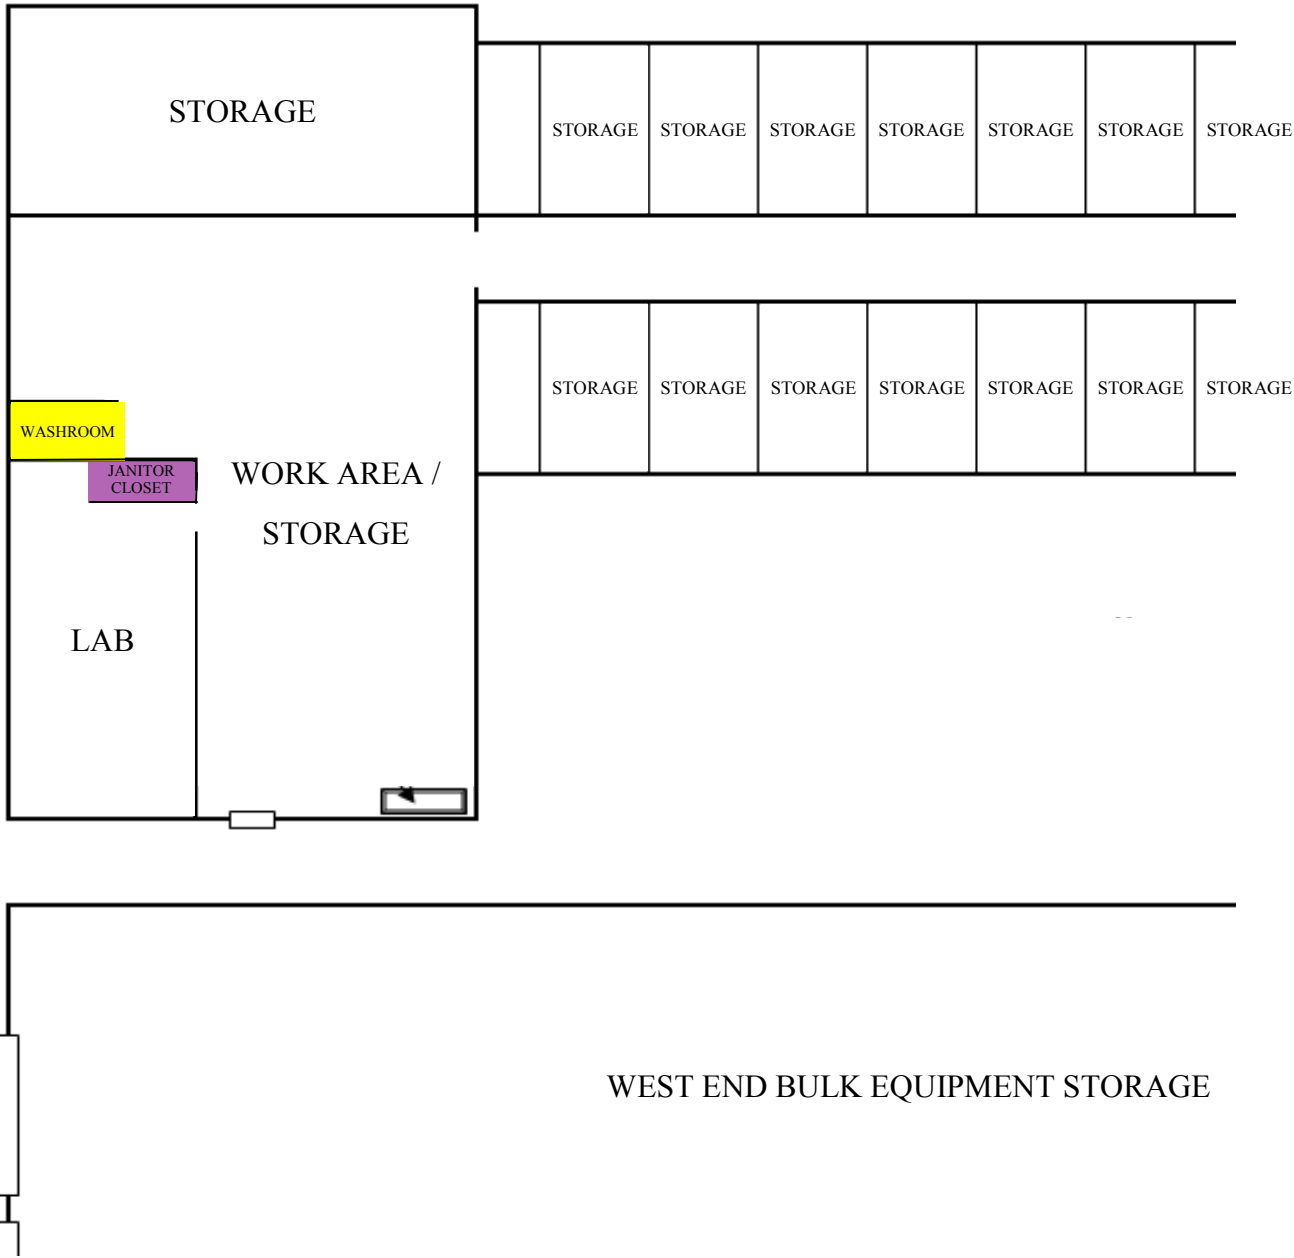 STORAGE
STORAGE STORAGE STORAGE STORAGE STORAGE STORAGE STORAGE
STORAGE STORAGE STORAGE STORAGE STORAGE STORAGE STORAGE
WASHROOM
JANITOR
CLOSET
WORK AREA /
STORAGE
LAB
WEST END BULK EQUIPMENT STORAGE